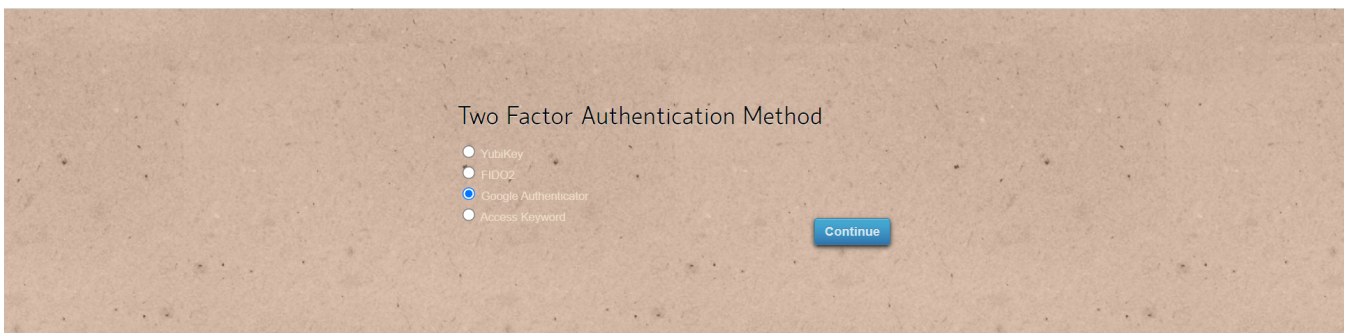 Two Factor Authentication Method
YubiKey
FIDO2
Google Authenticator
Access Keyword
Continue